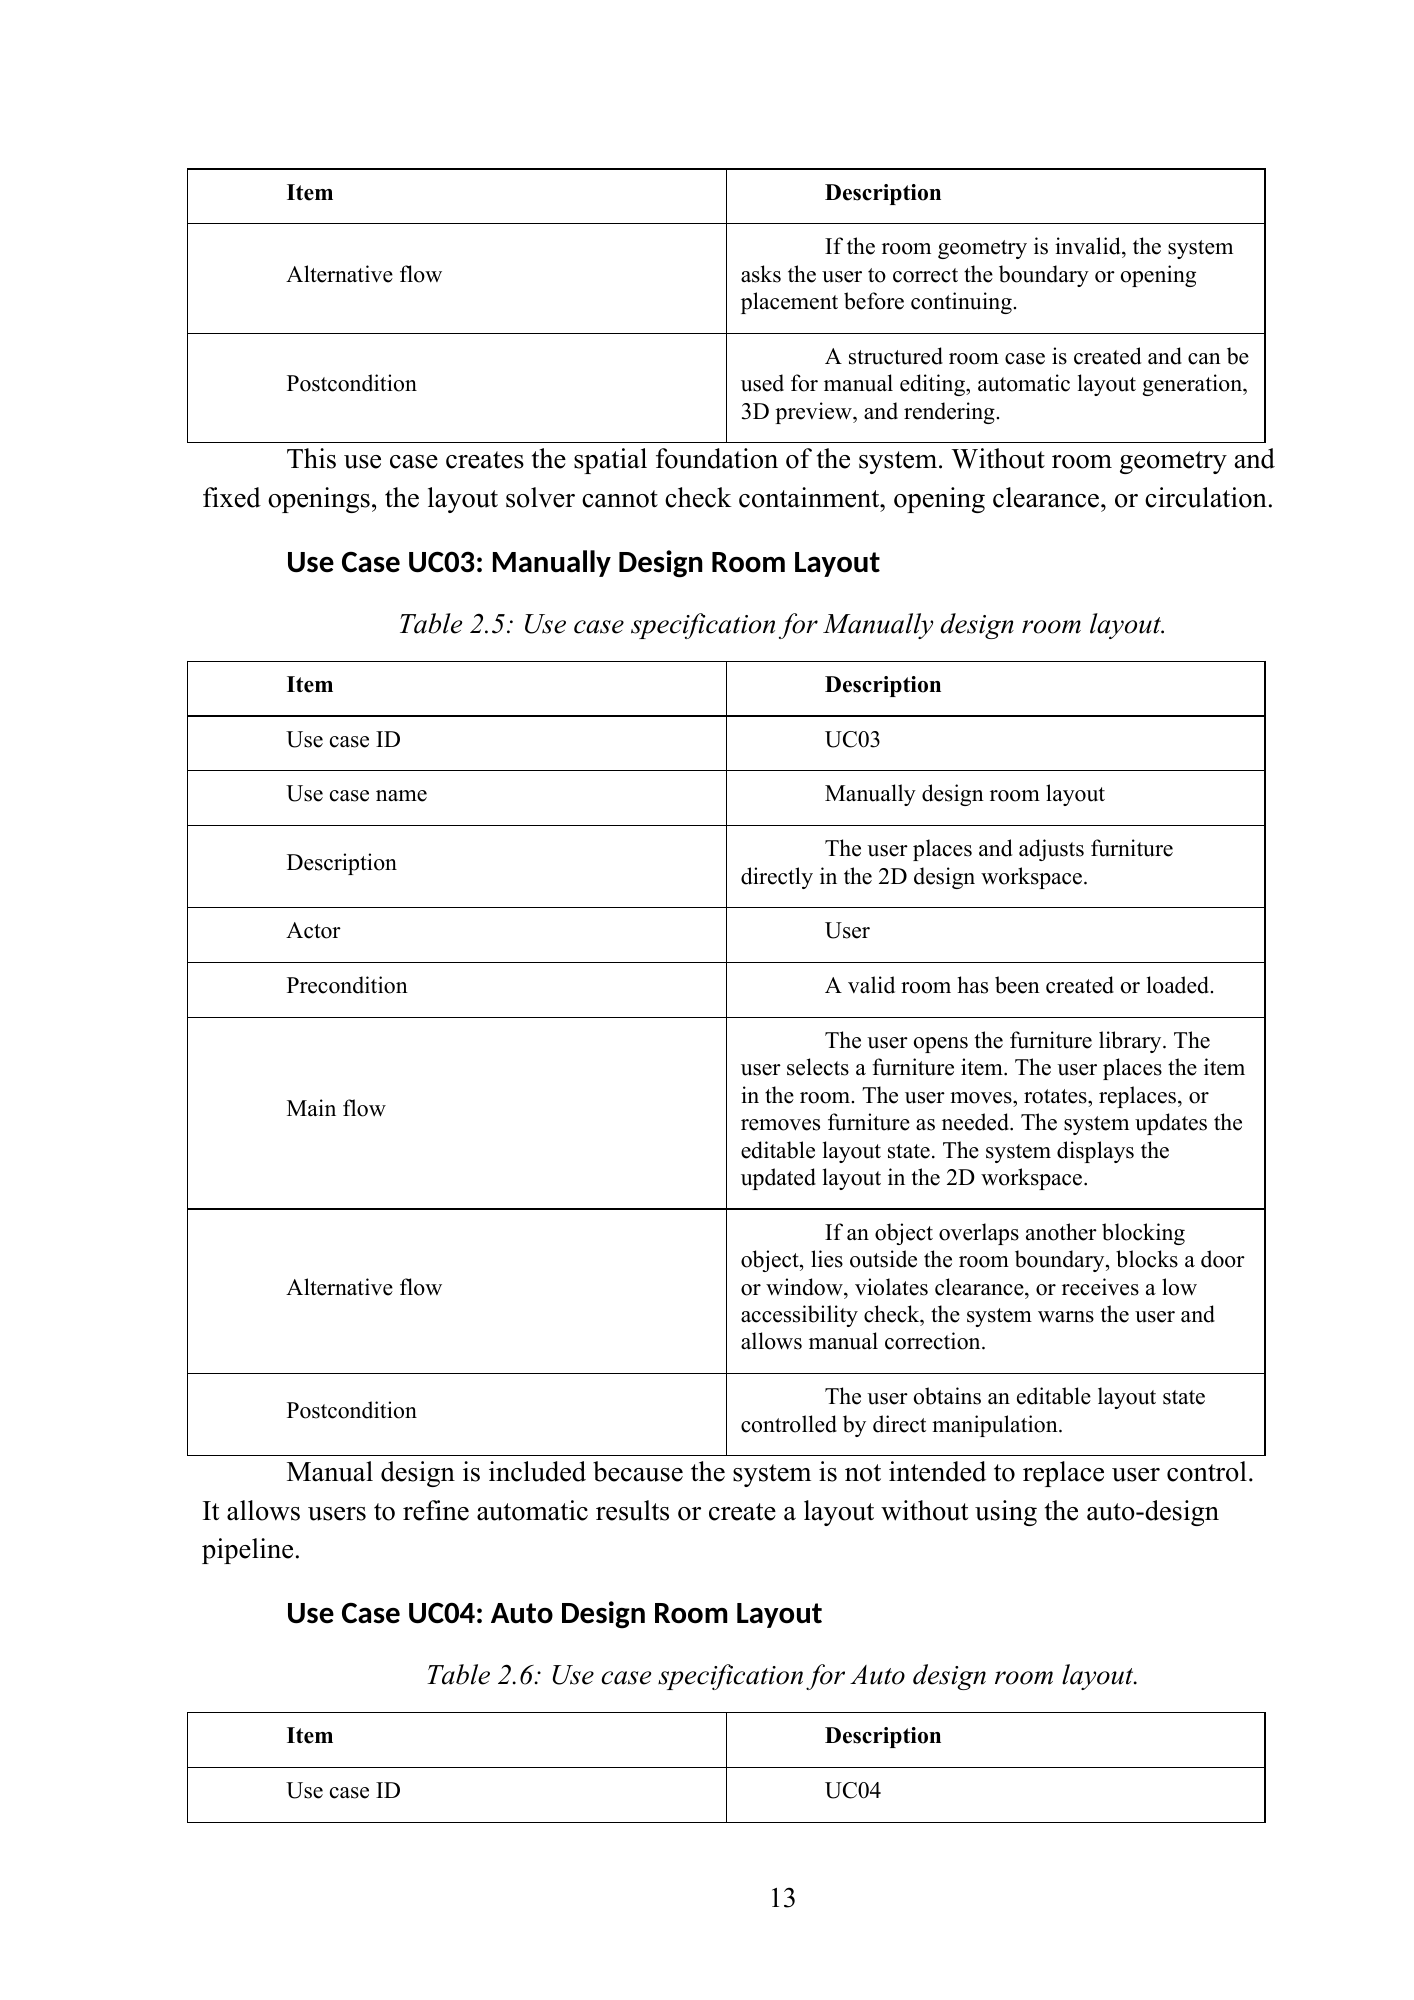 Item
Description
Alternative flow
If the room geometry is invalid, the system
asks the user to correct the boundary or opening
placement before continuing.
Postcondition
A structured room case is created and can be
used for manual editing, automatic layout generation,
3D preview, and rendering.
This use case creates the spatial foundation of the system. Without room geometry and
fixed openings, the layout solver cannot check containment, opening clearance, or circulation.
Use Case UC03: Manually Design Room Layout
Table 2.5: Use case specification for Manually design room layout.
Item
Description
Use case ID
UC03
Use case name
Manually design room layout
Description
The user places and adjusts furniture
directly in the 2D design workspace.
Actor
User
Precondition
A valid room has been created or loaded.
Main flow
The user opens the furniture library. The
user selects a furniture item. The user places the item
in the room. The user moves, rotates, replaces, or
removes furniture as needed. The system updates the
editable layout state. The system displays the
updated layout in the 2D workspace.
Alternative flow
If an object overlaps another blocking
object, lies outside the room boundary, blocks a door
or window, violates clearance, or receives a low
accessibility check, the system warns the user and
allows manual correction.
Postcondition
The user obtains an editable layout state
controlled by direct manipulation.
Manual design is included because the system is not intended to replace user control.
It allows users to refine automatic results or create a layout without using the auto-design
pipeline.
Use Case UC04: Auto Design Room Layout
Table 2.6: Use case specification for Auto design room layout.
Item
Description
Use case ID
UC04
13